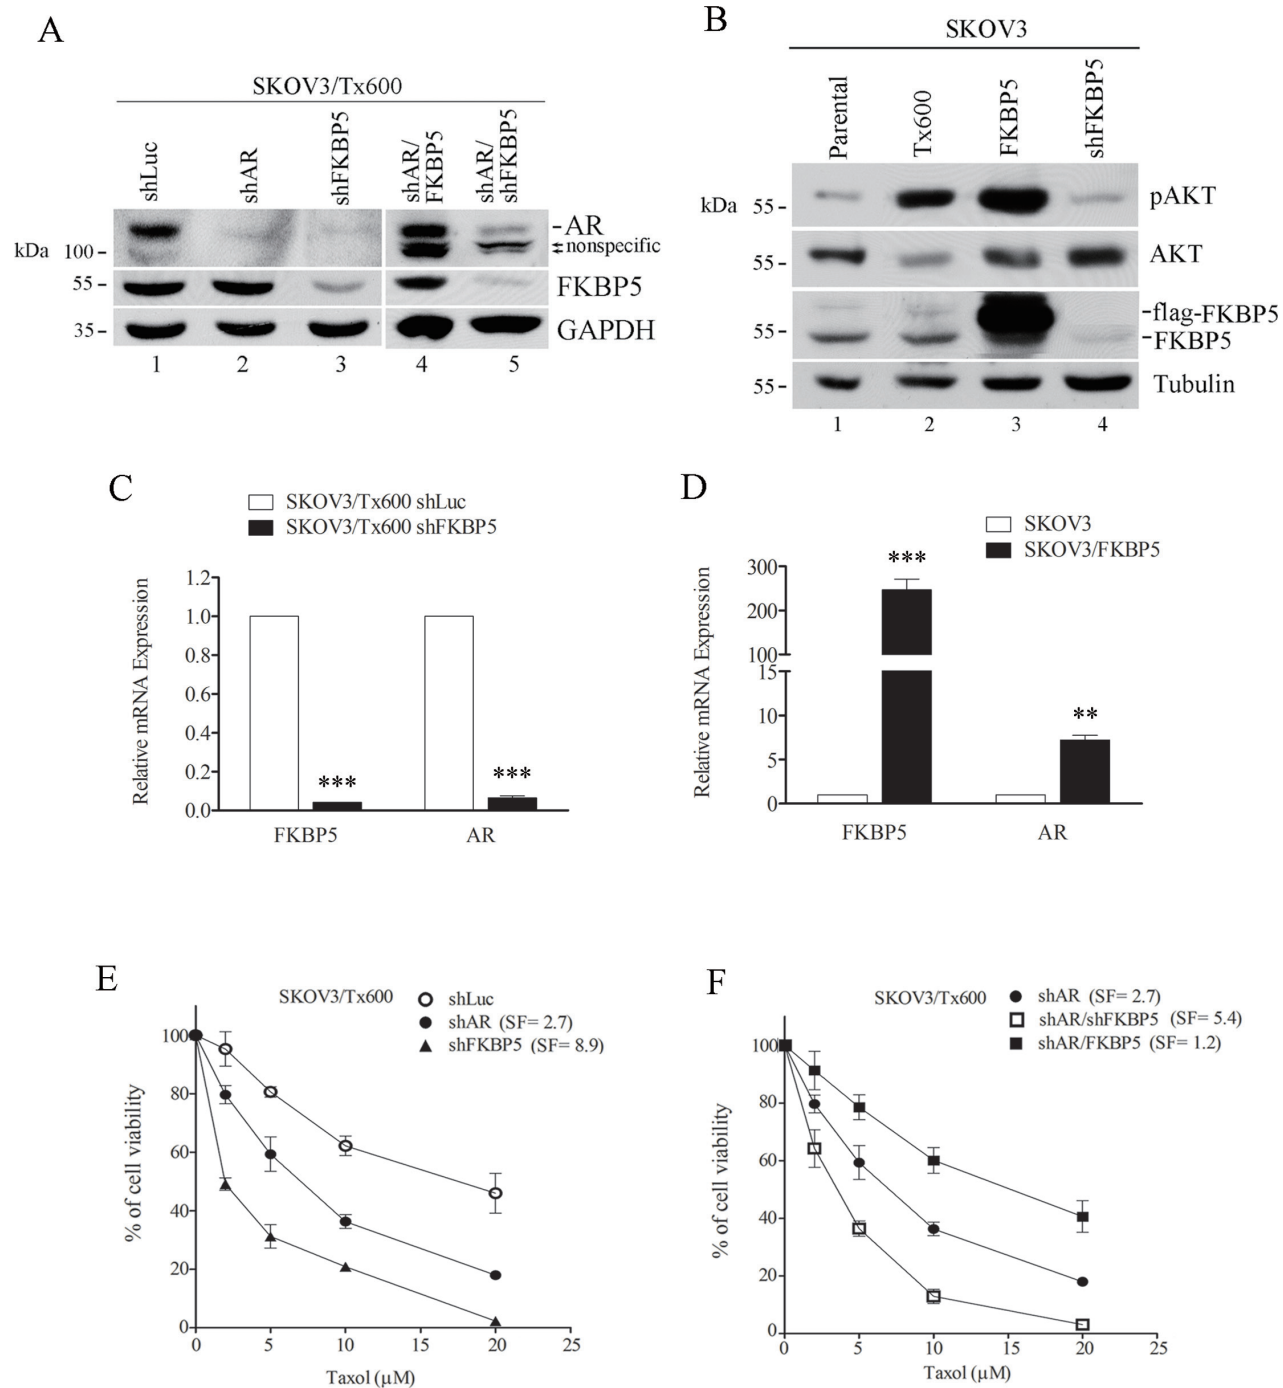 A
SKOV3/Tx600
shLuc
shAR
shFKBP5
shAR/
FKBP5
shAR/
shFKBP5
AR
nonspecific
kDa
100
55
FKBP5
35
GAPDH
1 2 3 4 5
B
SKOV3
Parental
Tx600
FKBP5
shFKBP5
kDa
55
pAKT
55
AKT
flag-FKBP5
55
FKBP5
55
Tubulin
1 2 3 4
C
SKOV3/Tx600 shLuc
SKOV3/Tx600 shFKBP5
Relative mRNA Expression
1.2
1.0
0.8
0.6
0.4
0.2
0.0
***
***
FKBP5 AR
D
SKOV3
SKOV3/FKBP5
Relative mRNA Expression
300
200
100
15
10
5
0
***
**
FKBP5 AR
E
SKOV3/Tx600
shLuc
shAR (SF= 2.7)
shFKBP5 (SF= 8.9)
% of cell viability
100
80
60
40
20
0
0 5 10 15 20 25
Taxol (µM)
F
SKOV3/Tx600
shAR (SF= 2.7)
shAR/shFKBP5 (SF= 5.4)
shAR/FKBP5 (SF= 1.2)
% of cell viability
100
80
60
40
20
0
0 5 10 15 20 25
Taxol (µM)